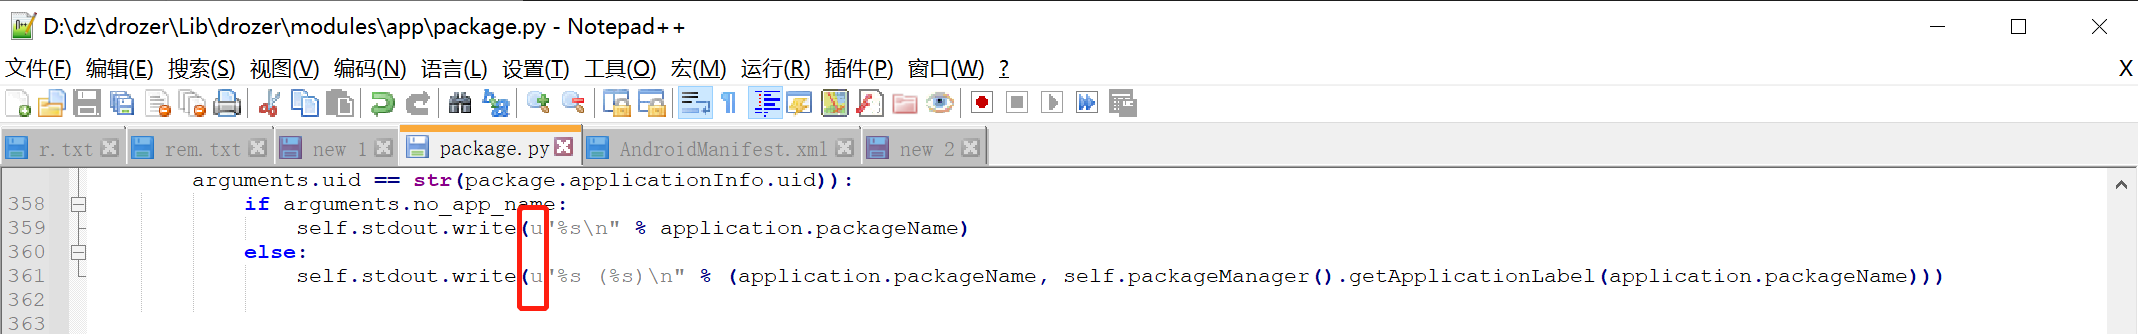 D:\dz\drozer\Lib\drozer\modules\app\package.py - Notepad++
文件(F) 编辑(E) 搜索(S) 视图(V) 编码(N) 语言(L) 设置(T) 工具(O) 宏(M) 运行(R) 插件(P) 窗口(W) ? X
r.txt rem.txt new 1 package.py AndroidManifest.xml new 2
arguments.uid == str(package.applicationInfo.uid)):
358 if arguments.no_app_name:
359 self.stdout.write(u"%s\n" % application.packageName)
360 else:
361 self.stdout.write(u"%s (%s)\n" % (application.packageName, self.packageManager().getApplicationLabel(application.packageName)))
362
363